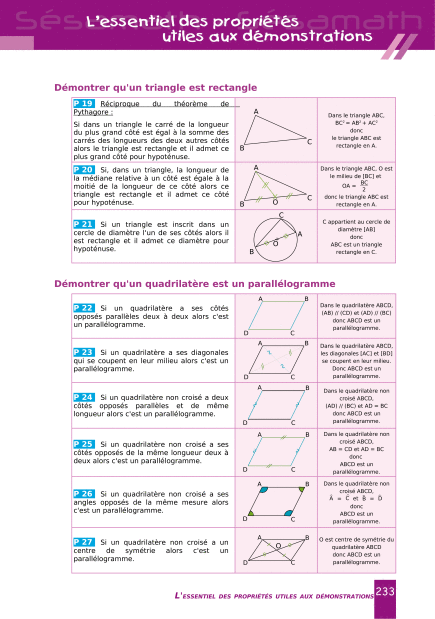 Sésamath Sésamath
L'essentiel des propriétés
utiles aux démonstrations
Démontrer qu'un triangle est rectangle
P 19 Réciproque du théorème de
Pythagore :
Si dans un triangle le carré de longueur
du plus grand côté est égal à la somme des
carrés des longueurs des deux autres côtés
alors le triangle est rectangle et il admet ce
plus grand côté pour hypoténuse.
A
B
C
Dans le triangle ABC,
BC² = AB² + AC²
donc
le triangle ABC est
rectangle en A.
P 20 Si, dans un triangle, la longueur de
la médiane relative à un côté est égale à la
moitié de la longueur de ce côté alors ce
triangle est rectangle et il admet ce côté
pour hypoténuse.
A
B
O
C
Dans le triangle ABC, O est
le milieu de [BC] et
OA = BC/2
donc le triangle ABC est
rectangle en A.
P 21 Si un triangle est inscrit dans un
cercle de diamètre l'un de ses côtés alors il
est rectangle et il admet ce diamètre pour
hypoténuse.
C
A
O
B
C appartient au cercle de
diamètre [AB]
donc
ABC est un triangle
rectangle en C.
Démontrer qu'un quadrilatère est un parallélogramme
P 22 Si un quadrilatère a ses côtés
opposés parallèles deux à deux alors c'est
un parallélogramme.
A B
D C
Dans le quadrilatère ABCD,
(AB) // (CD) et (AD) // (BC)
donc ABCD est un
parallélogramme.
P 23 Si un quadrilatère a ses diagonales
qui se coupent en leur milieu alors c'est un
parallélogramme.
A B
D C
Dans le quadrilatère ABCD,
les diagonales [AC] et [BD]
se coupent en leur milieu.
Donc ABCD est un
parallélogramme.
P 24 Si un quadrilatère non croisé a deux
côtés opposés parallèles et de même
longueur alors c'est un parallélogramme.
A B
D C
Dans le quadrilatère non
croisé ABCD,
(AD) // (BC) et AD = BC
donc ABCD est un
parallélogramme.
P 25 Si un quadrilatère non croisé a ses
côtés opposés de la même longueur deux à
deux alors c'est un parallélogramme.
A B
D C
Dans le quadrilatère non
croisé ABCD,
AB = CD et AD = BC
donc
ABCD est un
parallélogramme.
P 26 Si un quadrilatère non croisé a ses
angles opposés de la même mesure alors
c'est un parallélogramme.
A B
D C
Dans le quadrilatère non
croisé ABCD,
Â = Ĉ et B̂ = D̂
donc
ABCD est un
parallélogramme.
P 27 Si un quadrilatère non croisé a un
centre de symétrie alors c'est un
parallélogramme.
A B
O
D C
O est centre de symétrie du
quadrilatère ABCD
donc ABCD est un
parallélogramme.
L'ESSENTIEL DES PROPRIÉTÉS UTILES AUX DÉMONSTRATIONS 233